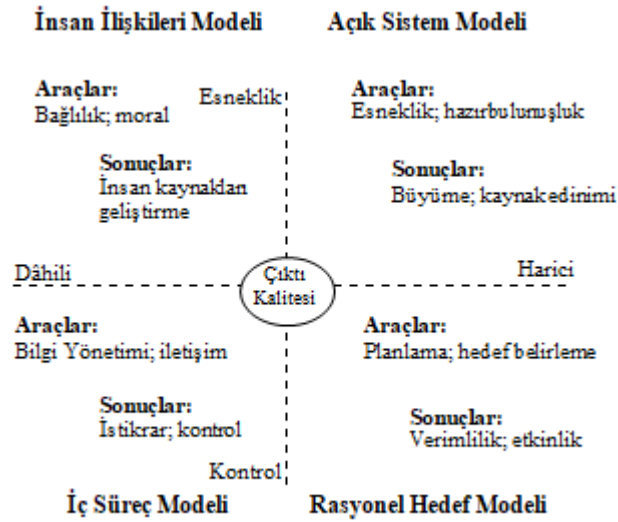 İnsan İlişkileri Modeli
Açık Sistem Modeli
Araçlar:
Bağlılık; moral
Esneklik
Araçlar:
Esneklik; hazırbulunuşluk
Sonuçlar:
İnsan kaynakları
geliştirme
Sonuçlar:
Büyüme; kaynak edinimi
Dâhili
Çıktı
Kalitesi
Harici
Araçlar:
Bilgi Yönetimi; iletişim
Araçlar:
Planlama; hedef belirleme
Sonuçlar:
İstikrar; kontrol
Sonuçlar:
Verimlilik; etkinlik
Kontrol
İç Süreç Modeli
Rasyonel Hedef Modeli